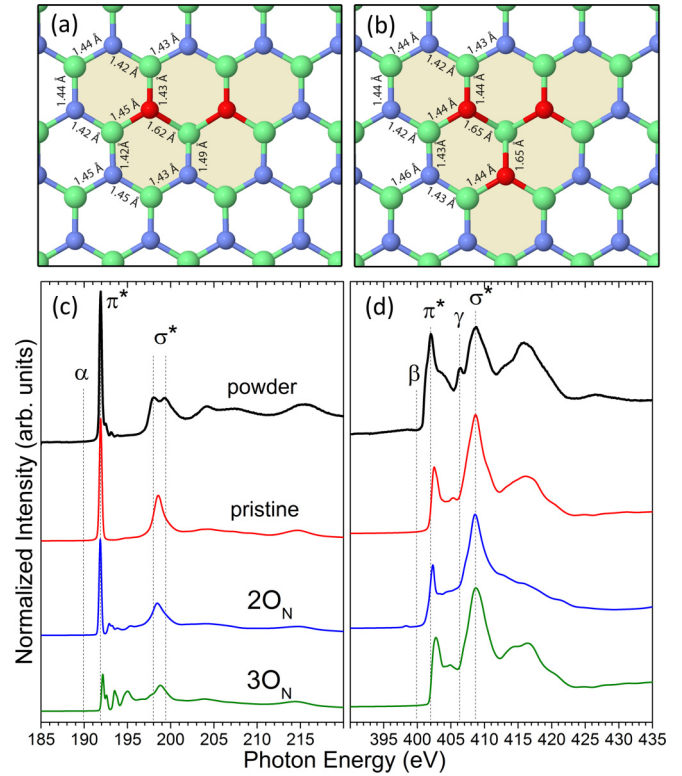 (a)
1.44 Å
1.43 Å
1.42 Å
1.44 Å
1.43 Å
1.45 Å
1.42 Å
1.62 Å
1.42Å
1.49 Å
1.45 Å
1.43 Å
1.45 Å
(b)
1.44 Å
1.43 Å
1.42 Å
1.44 Å
1.44 Å
1.44 Å
1.42 Å
1.65 Å
1.43Å
1.65 Å
1.46 Å
1.44 Å
1.43 Å
(c)
π*
σ*
α
powder
pristine
2O_N
3O_N
185 190 195 200 205 210 215
(d)
σ*
π* γ
β
395 400 405 410 415 420 425 430 435
Normalized Intensity (arb. units)
Photon Energy (eV)